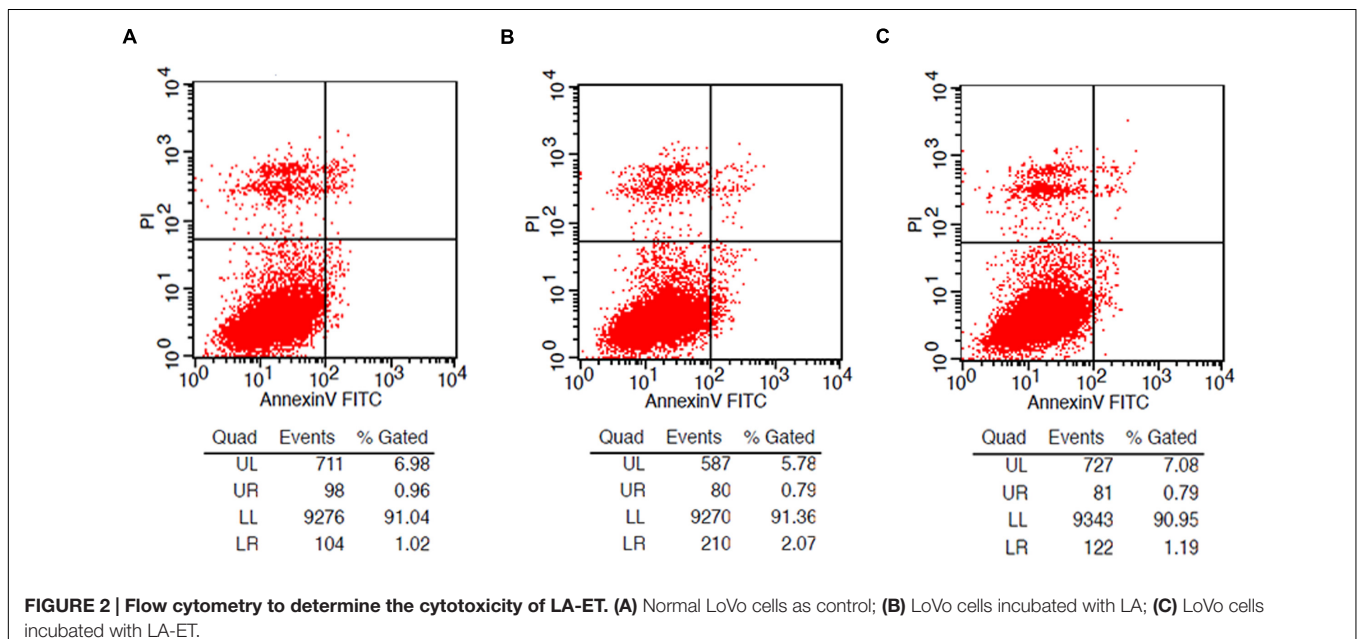 A
B
C
10^4
10^3
10^2
10^1
10^0
PI
10^0 10^1 10^2 10^3 10^4
AnnexinV FITC
Quad Events % Gated
UL 711 6.98
UR 98 0.96
LL 9276 91.04
LR 104 1.02
10^4
10^3
10^2
10^1
10^0
PI
10^0 10^1 10^2 10^3 10^4
AnnexinV FITC
Quad Events % Gated
UL 587 5.78
UR 80 0.79
LL 9270 91.36
LR 210 2.07
10^4
10^3
10^2
10^1
10^0
PI
10^0 10^1 10^2 10^3 10^4
AnnexinV FITC
Quad Events % Gated
UL 727 7.08
UR 81 0.79
LL 9343 90.95
LR 122 1.19
FIGURE 2 | Flow cytometry to determine the cytotoxicity of LA-ET. (A) Normal LoVo cells as control; (B) LoVo cells incubated with LA; (C) LoVo cells
incubated with LA-ET.